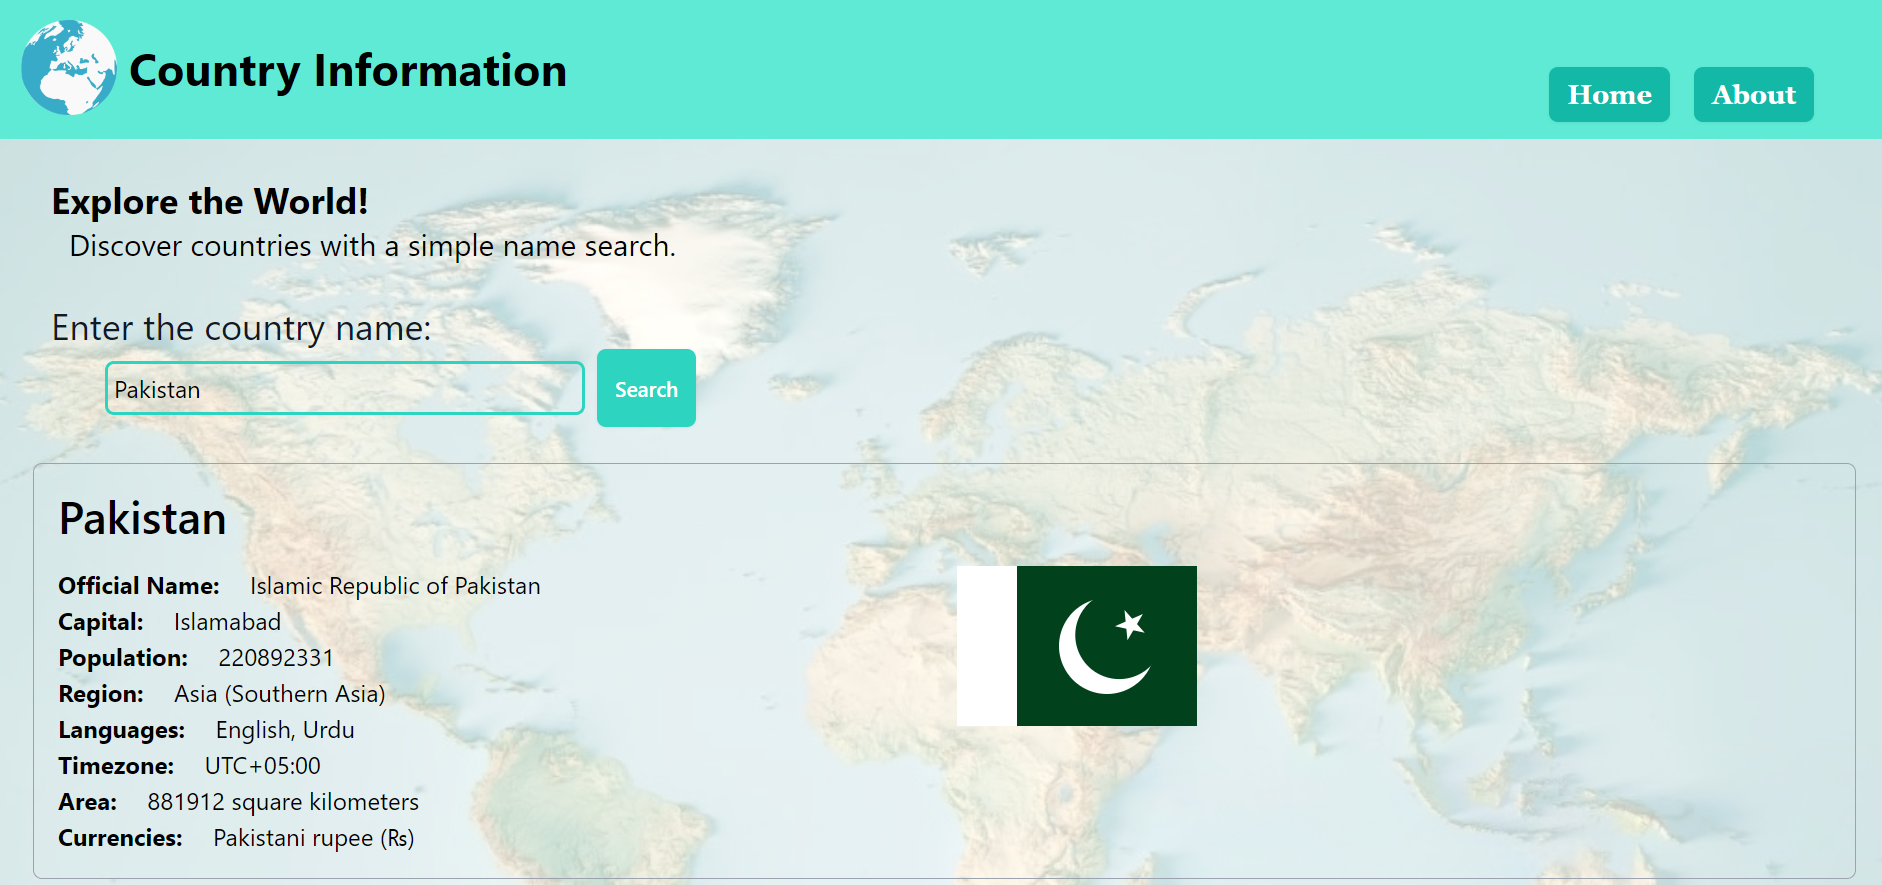 Country Information
Home About
Explore the World!
Discover countries with a simple name search.
Enter the country name:
Pakistan
Search
Pakistan
Official Name: Islamic Republic of Pakistan
Capital: Islamabad
Population: 220892331
Region: Asia (Southern Asia)
Languages: English, Urdu
Timezone: UTC+05:00
Area: 881912 square kilometers
Currencies: Pakistani rupee (₨)